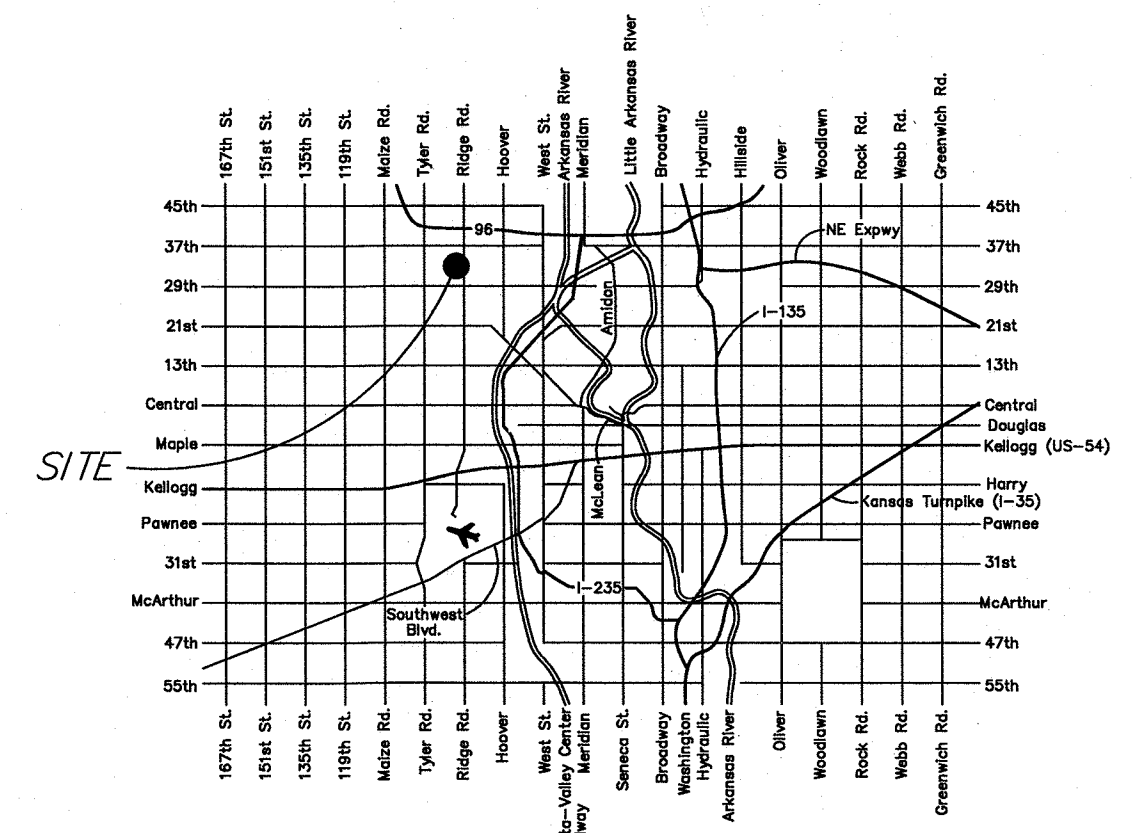 167th St.
151st St.
135th St.
119th St.
Maize Rd.
Tyler Rd.
Ridge Rd.
Hoover
West St.
Arkansas River
Meridian
Little Arkansas River
Broadway
Hydraulic
Hillside
Oliver
Woodlawn
Rock Rd.
Webb Rd.
Greenwich Rd.
45th
45th
96
NE Expwy
37th
37th
29th
29th
Amidon
I-135
21st
21st
13th
13th
Central
Central
Douglas
Maple
Kellogg (US-54)
SITE
McLean
Kellogg
Harry
Kansas Turnpike (I-35)
Pawnee
Pawnee
31st
31st
I-235
McArthur
McArthur
Southwest
Blvd.
47th
47th
55th
55th
167th St.
151st St.
135th St.
119th St.
Maize Rd.
Tyler Rd.
Ridge Rd.
Hoover
West St.
ta-Valley Center
way
Meridian
Seneca St.
Broadway
Washington
Hydraulic
Arkansas River
Oliver
Woodlawn
Rock Rd.
Webb Rd.
Greenwich Rd.